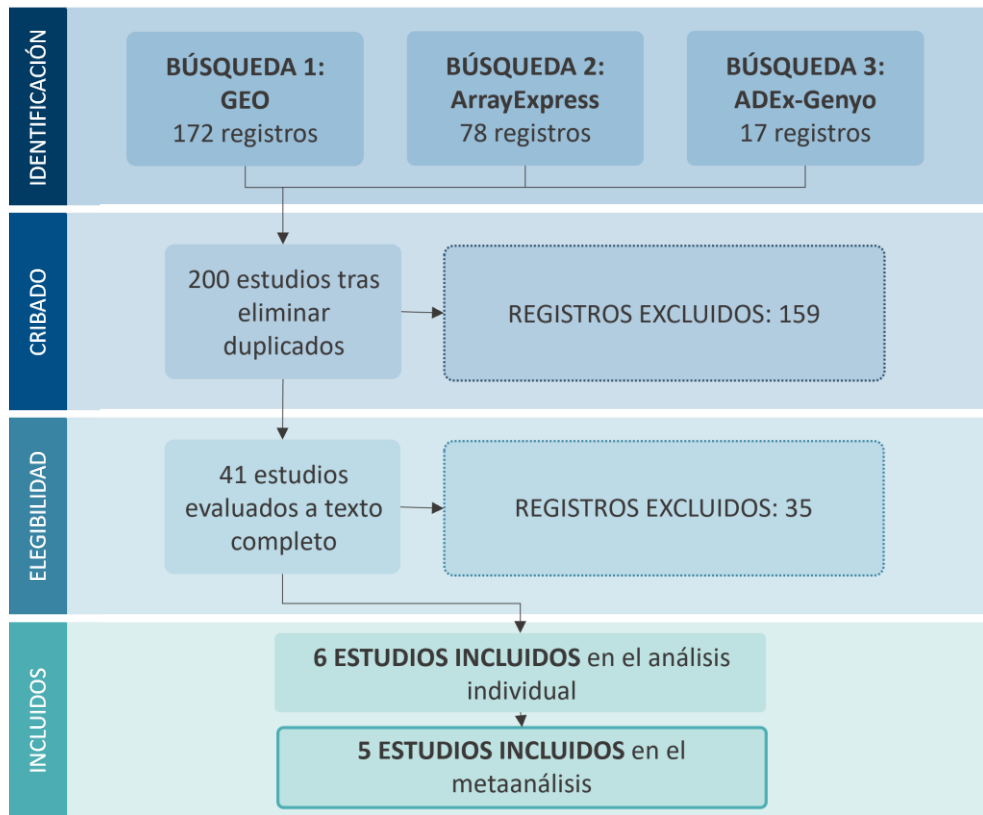 IDENTIFICACIÓN
BÚSQUEDA 1:
GEO
172 registros
BÚSQUEDA 2:
ArrayExpress
78 registros
BÚSQUEDA 3:
ADEx-Genyo
17 registros
CRIBADO
200 estudios tras
eliminar
duplicados
REGISTROS EXCLUIDOS: 159
ELEGIBILIDAD
41 estudios
evaluados a texto
completo
REGISTROS EXCLUIDOS: 35
INCLUIDOS
6 ESTUDIOS INCLUIDOS en el análisis
individual
5 ESTUDIOS INCLUIDOS en el
metaanálisis